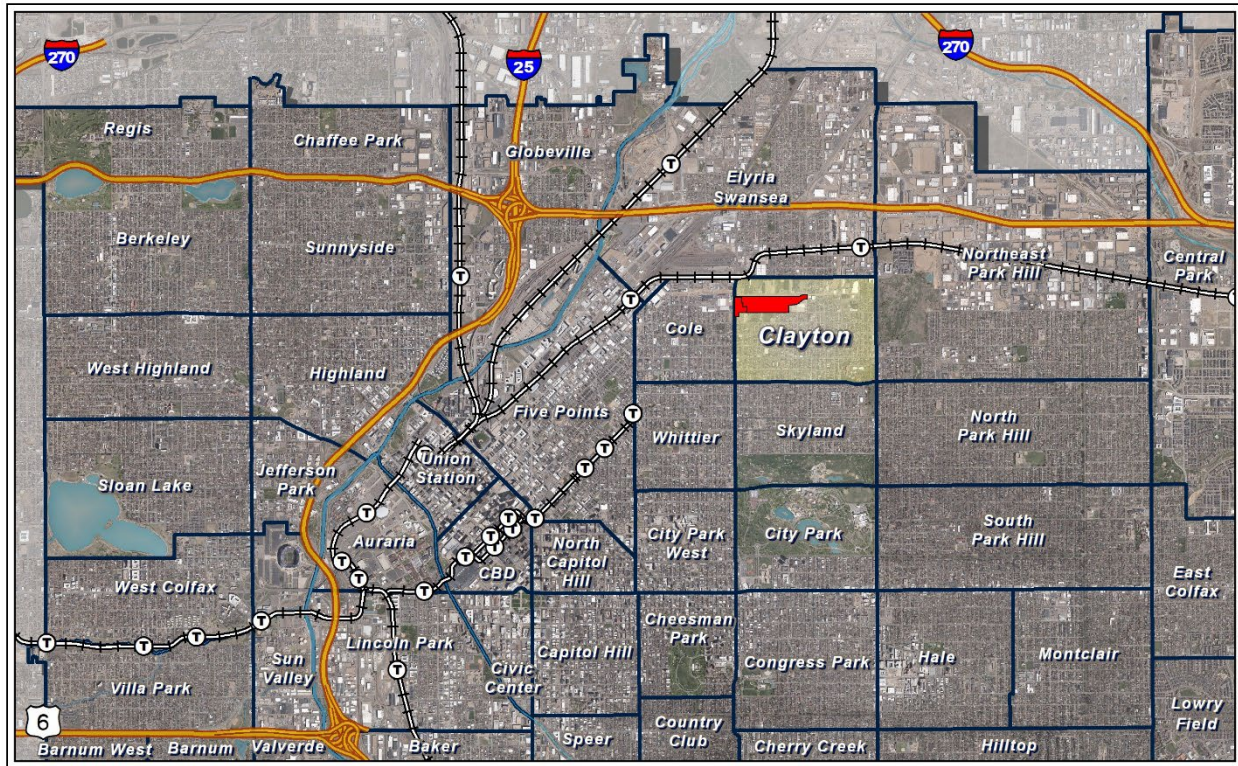 270
25
270
Regis
Chaffee Park
Globeville
Elyria
Swansea
Berkeley
Sunnyside
Northeast
Park Hill
Central
Park
T
T
T
T
T
Cole
Clayton
West Highland
Highland
Five Points
T
Whittier
Skyland
North
Park Hill
T
T
T
Union
Station
Jefferson
Park
Sloan Lake
T
T
T
T
T
T
T
Auraria
T
T
T
CBD
North
Capitol
Hill
City Park
West
City Park
South
Park Hill
West Colfax
T
T
East
Colfax
T
T
T
Lincoln Park
Cheesman
Park
Capitol Hill
Sun
Valley
T
Civic
Center
Congress Park
Hale
Montclair
Villa Park
6
Lowry
Field
Barnum West
Barnum
Valverde
Baker
Speer
Country
Club
Cherry Creek
Hilltop